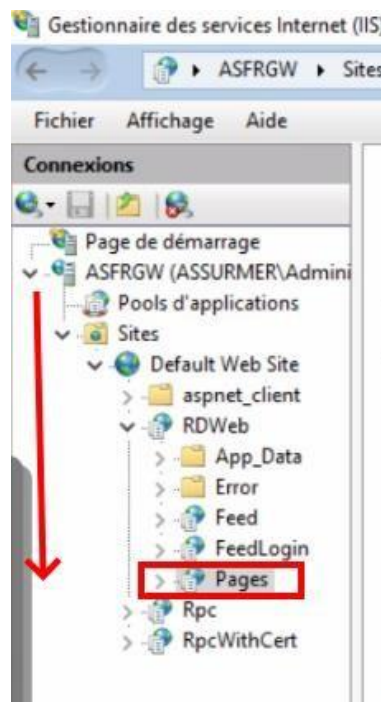 Gestionnaire des services Internet (IIS)
ASFRGW Sites
Fichier Affichage Aide
Connexions
Page de démarrage
ASFRGW (ASSURMER\Admini
Pools d'applications
Sites
Default Web Site
aspnet_client
RDWeb
App_Data
Error
Feed
FeedLogin
Pages
Rpc
RpcWithCert